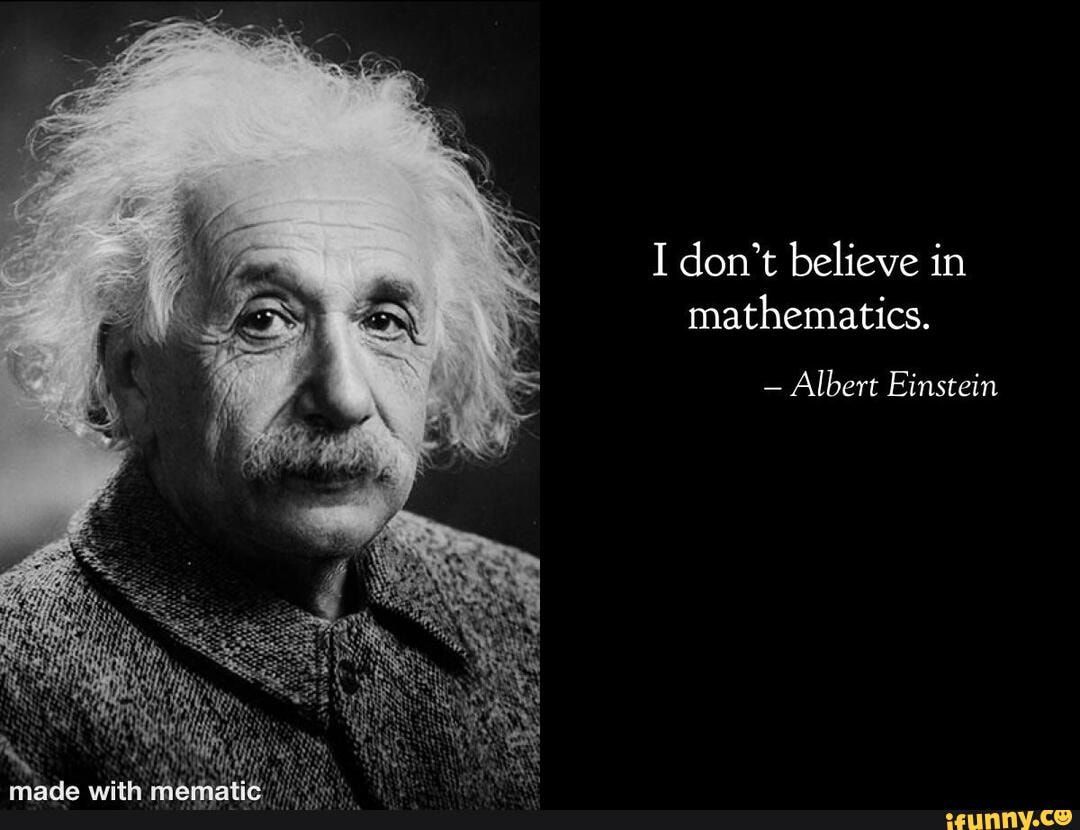 I don't believe in
mathematics.
– Albert Einstein
made with mematic
ifunny.co